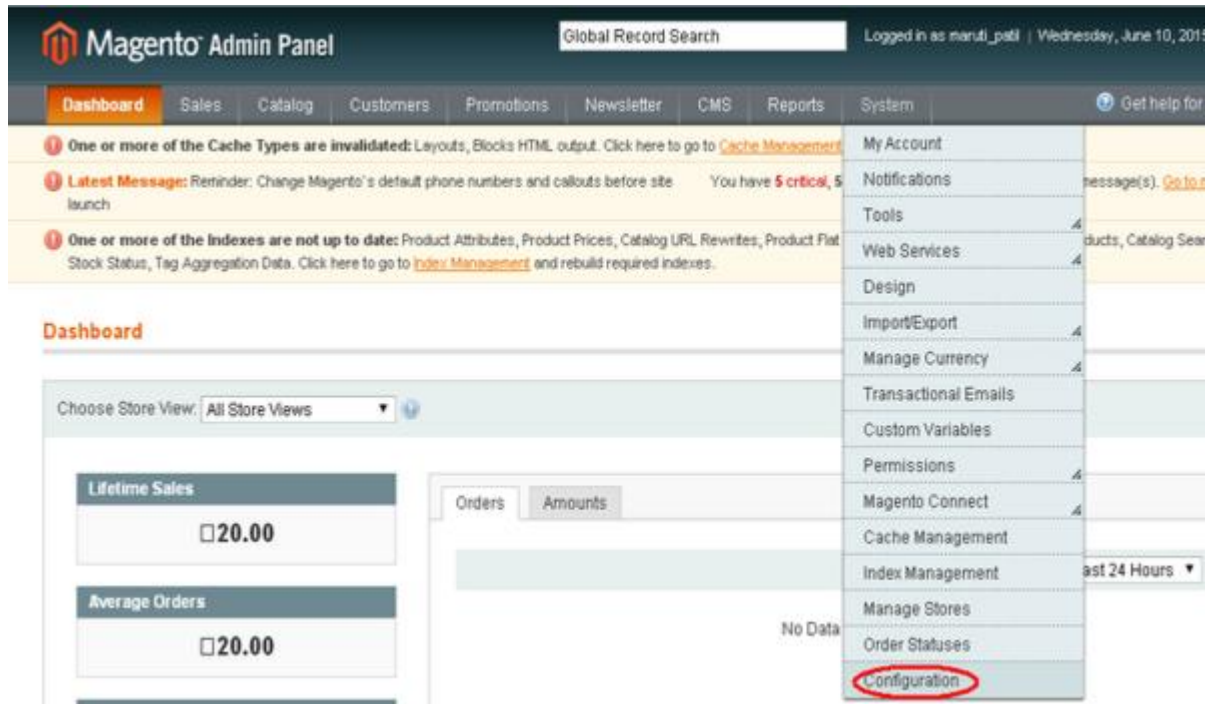 Magento Admin Panel
Global Record Search
Logged in as maruti_patil | Wednesday, June 10, 2015
Dashboard Sales Catalog Customers Promotions Newsletter CMS Reports System Get help for
One or more of the Cache Types are invalidated: Layouts, Blocks HTML output. Click here to go to Cache Management
Latest Message: Reminder: Change Magento's default phone numbers and callouts before site launch
You have 5 critical, 5
message(s). Go to
One or more of the Indexes are not up to date: Product Attributes, Product Prices, Catalog URL Rewrites, Product Flat
Stock Status, Tag Aggregation Data. Click here to go to Index Management and rebuild required indexes.
My Account
Notifications
Tools
Web Services
Design
Import/Export
Manage Currency
Transactional Emails
Custom Variables
Permissions
Magento Connect
Cache Management
Index Management
Manage Stores
Order Statuses
Configuration
Dashboard
Choose Store View: All Store Views
Lifetime Sales
20.00
Average Orders
20.00
Orders Amounts
24 Hours
No Data